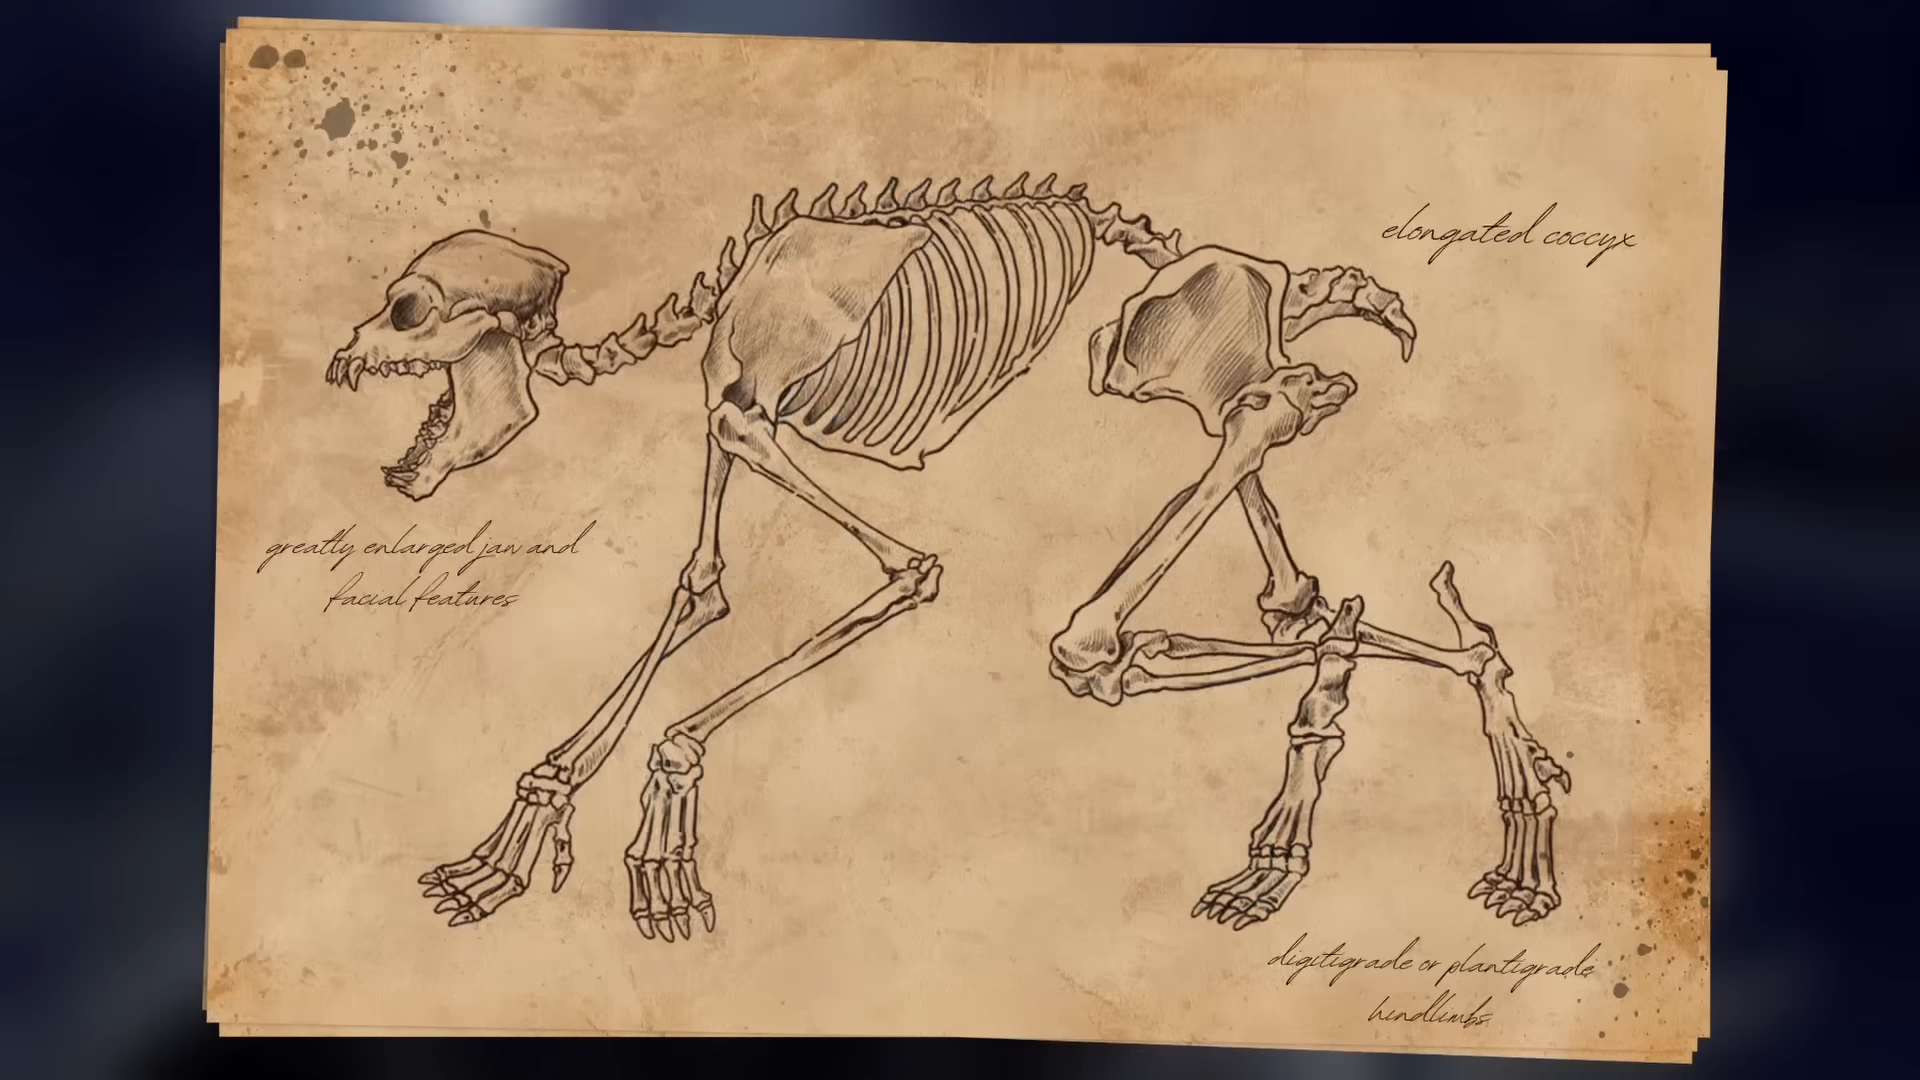 elongated coccyx
greatly enlarged jaw and
facial features
digitigrade or plantigrade
hindlimbs